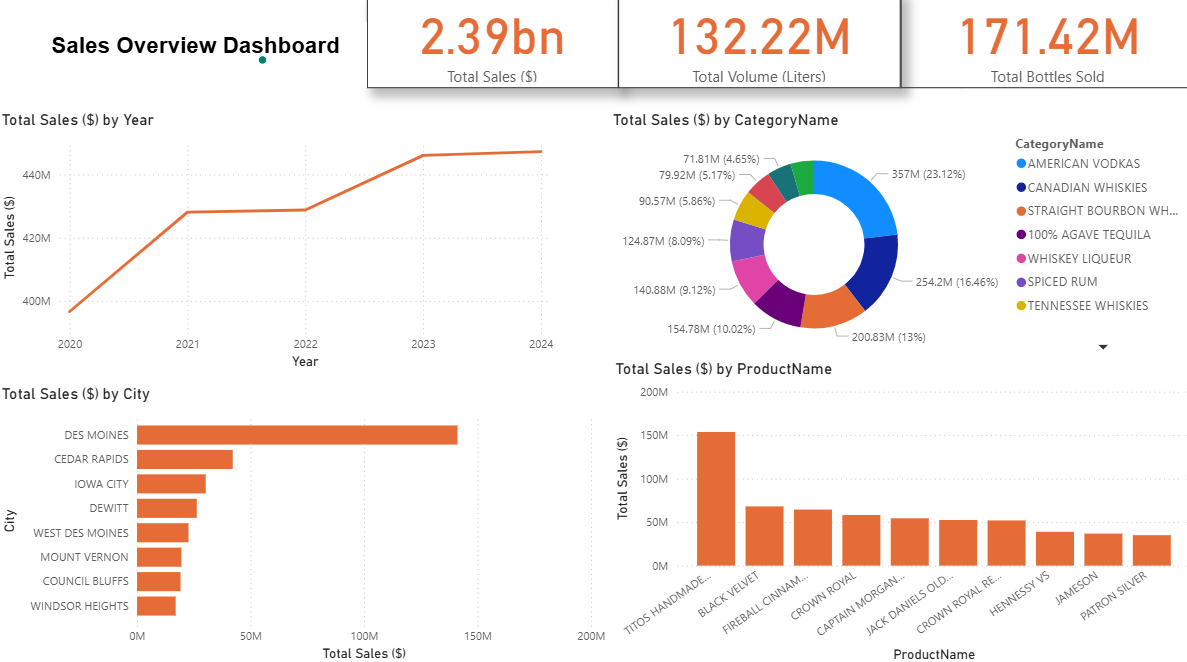 Sales Overview Dashboard
2.39bn
Total Sales ($)
132.22M
Total Volume (Liters)
171.42M
Total Bottles Sold
Total Sales ($) by Year
Total Sales ($)
440M
420M
400M
2020
2021
2022
2023
2024
Year
Total Sales ($) by CategoryName
71.81M (4.65%)
79.92M (5.17%)
90.57M (5.86%)
124.87M (8.09%)
140.88M (9.12%)
154.78M (10.02%)
357M (23.12%)
254.2M (16.46%)
200.83M (13%)
CategoryName
AMERICAN VODKAS
CANADIAN WHISKIES
STRAIGHT BOURBON WH...
100% AGAVE TEQUILA
WHISKEY LIQUEUR
SPICED RUM
TENNESSEE WHISKIES
Total Sales ($) by City
City
DES MOINES
CEDAR RAPIDS
IOWA CITY
DEWITT
WEST DES MOINES
MOUNT VERNON
COUNCIL BLUFFS
WINDSOR HEIGHTS
0M
50M
100M
150M
200M
Total Sales ($)
Total Sales ($) by ProductName
Total Sales ($)
200M
150M
100M
50M
0M
TITOS HANDMADE...
BLACK VELVET
FIREBALL CINNAM...
CROWN ROYAL
CAPTAIN MORGAN...
JACK DANIELS OLD...
CROWN ROYAL RE...
HENNESSY VS
JAMESON
PATRON SILVER
ProductName